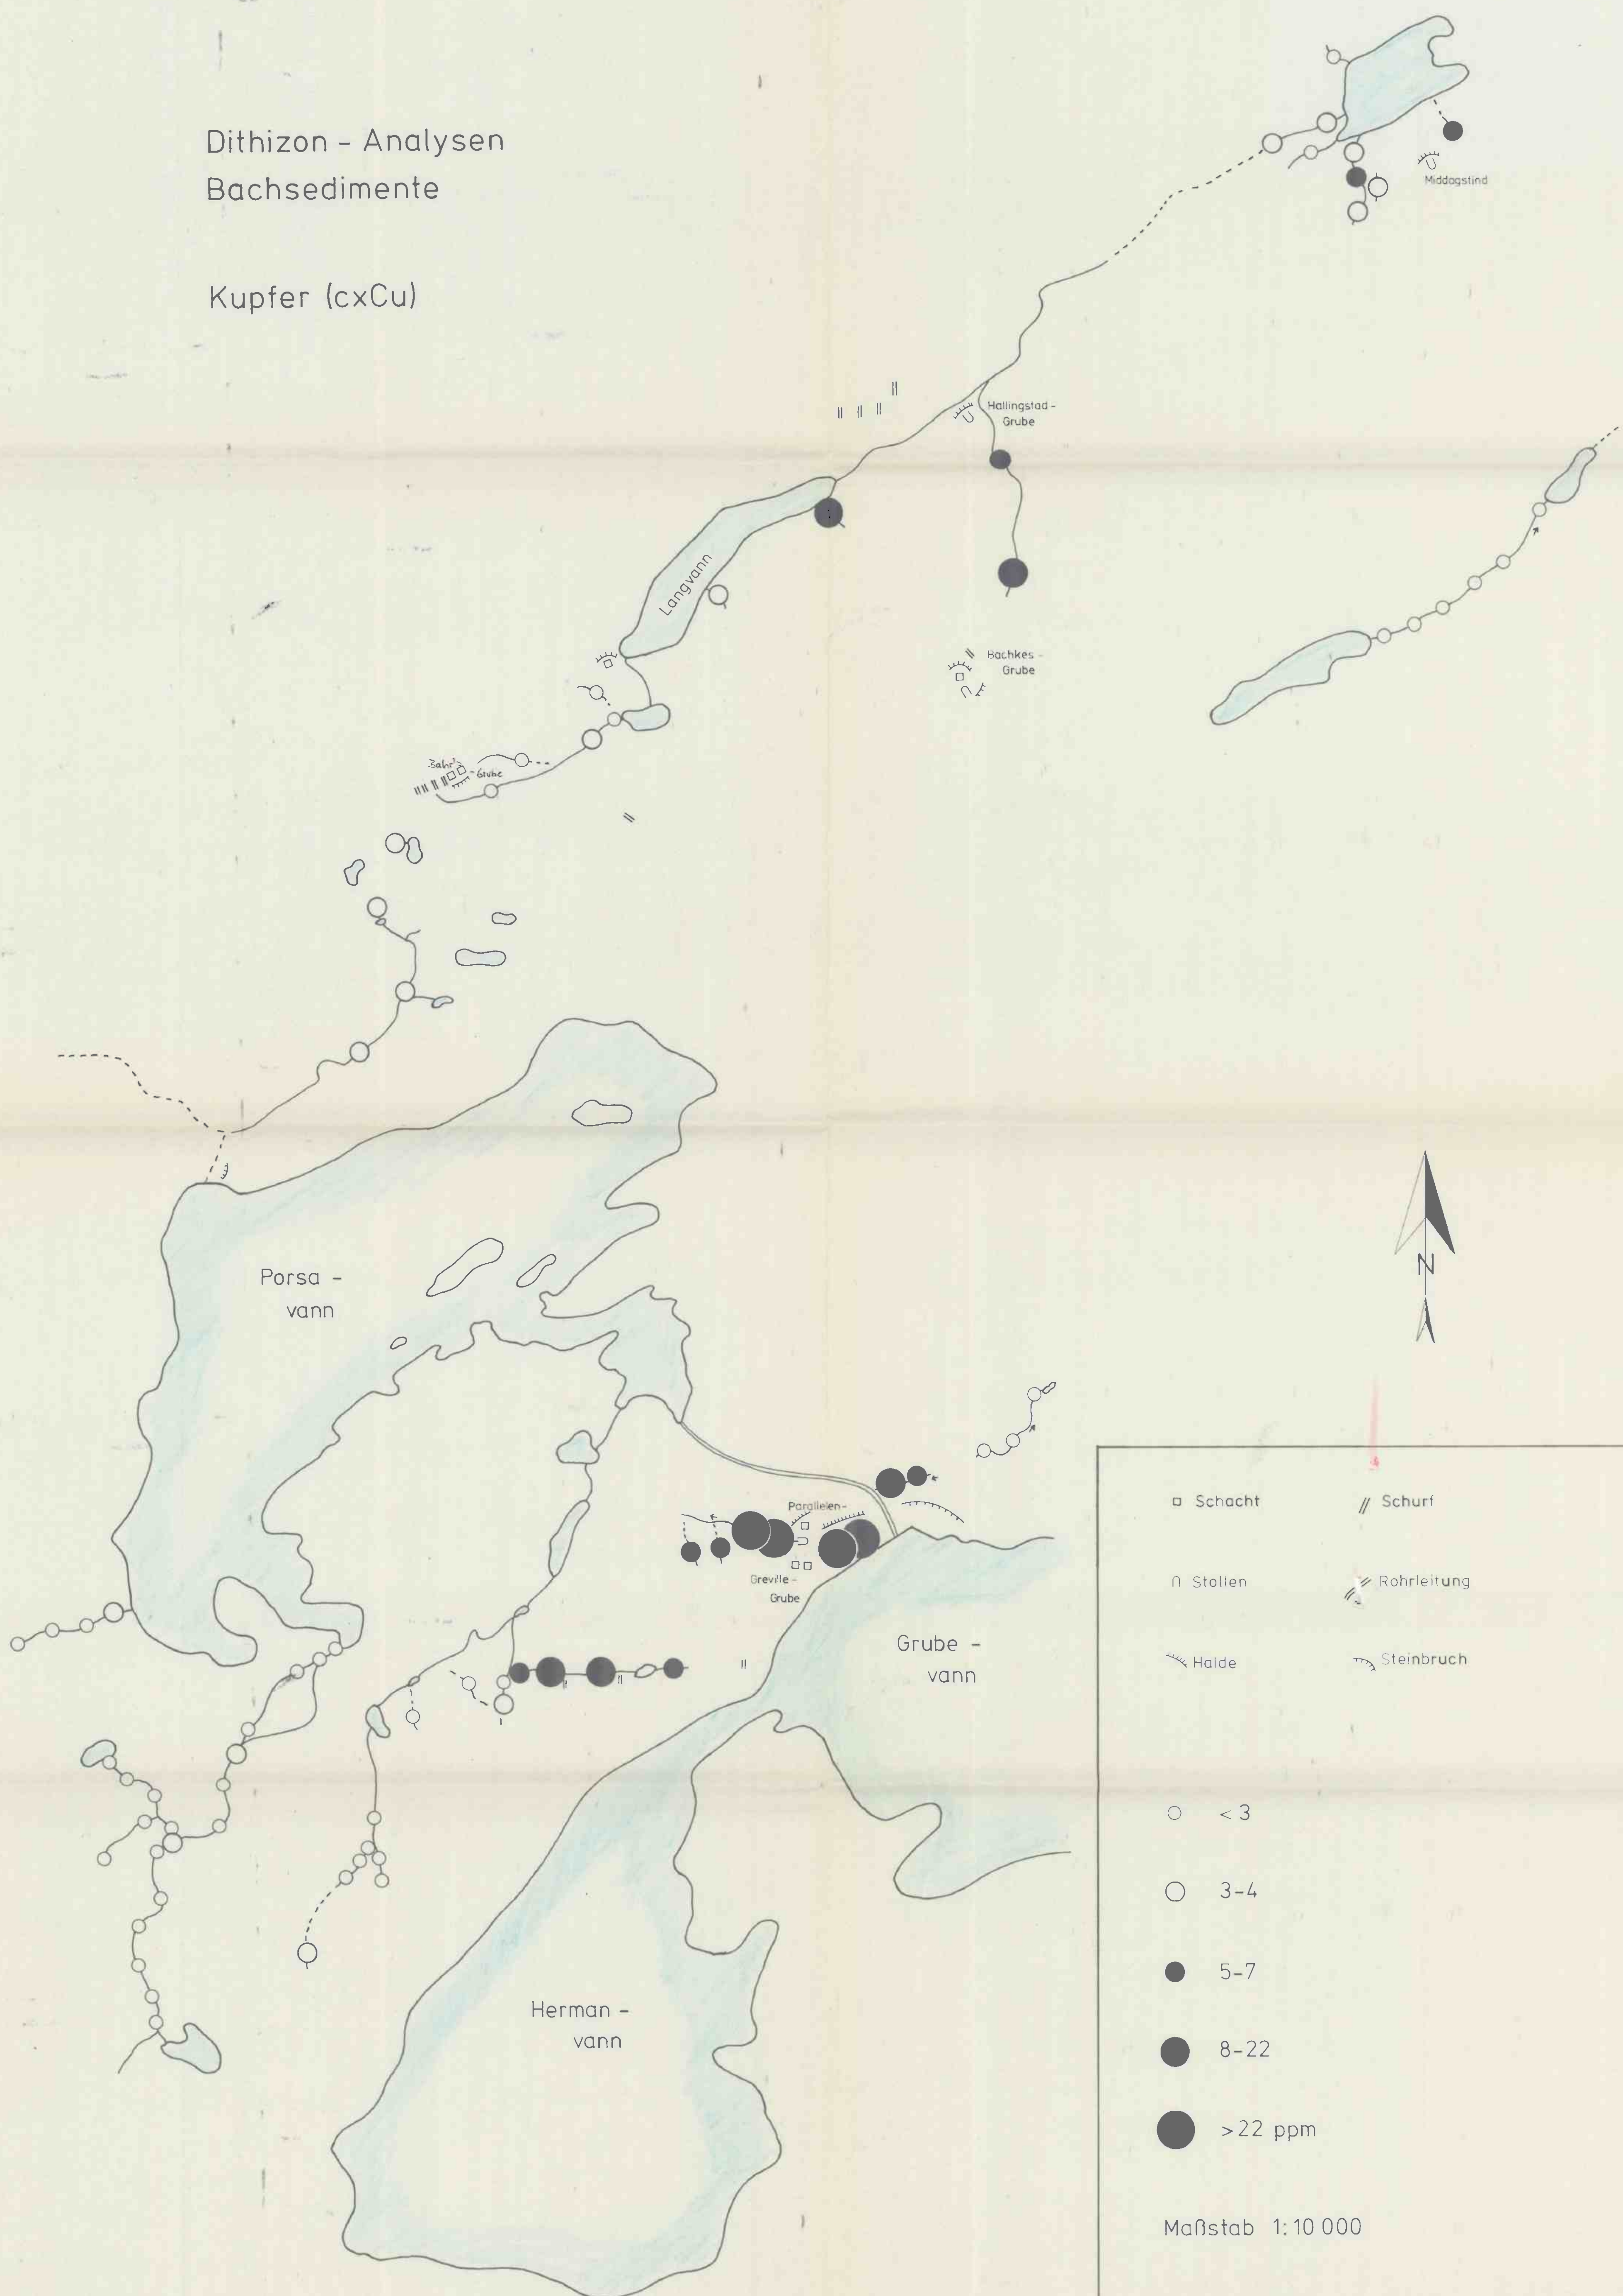 Dithizon - Analysen
Bachsedimente
Kupfer (cxCu)
Middagstind
Hallingstad -
Grube
Langvann
Bachkes -
Grube
Bahr's
- Grube
Porsa -
vann
N
Parallelen -
Greville -
Grube
Grube -
vann
Herman -
vann
Schacht
Schurf
Stollen
Rohrleitung
Halde
Steinbruch
< 3
3-4
5-7
8-22
>22 ppm
Maßstab 1:10 000